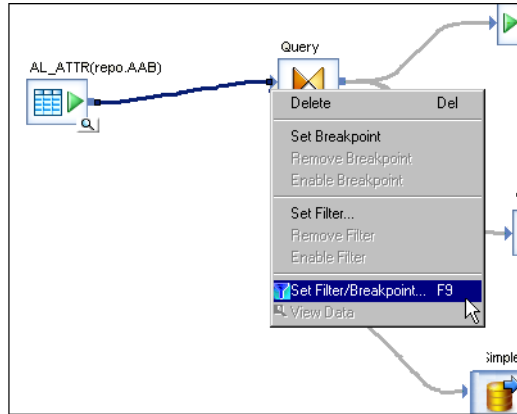 Query
AL_ATTR(repo.AAB)
Delete Del
Set Breakpoint
Remove Breakpoint
Enable Breakpoint
Set Filter...
Remove Filter
Enable Filter
Set Filter/Breakpoint... F9
View Data
Simple